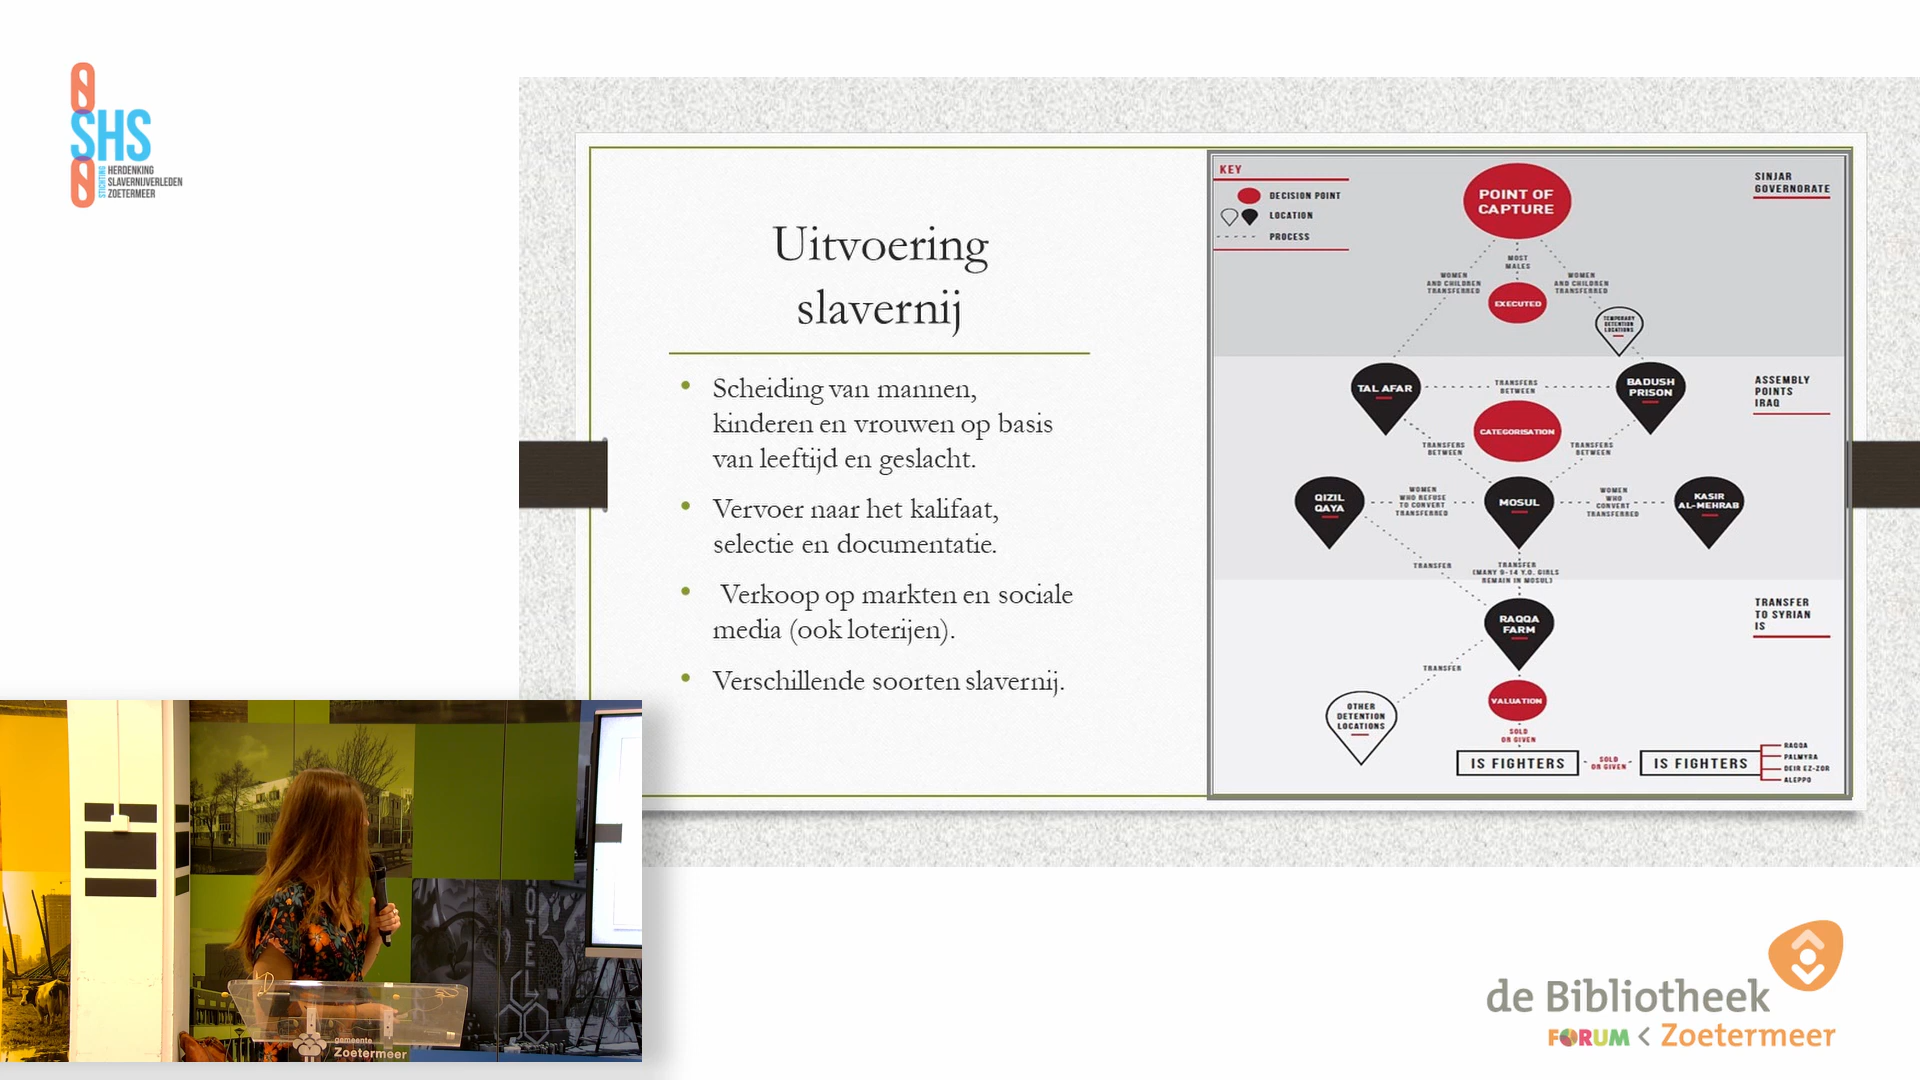 SHS
STICHTING
HERDENKING
SLAVERNIJVERLEDEN
ZOETERMEER
Uitvoering
slavernij
• Scheiding van mannen,
kinderen en vrouwen op basis
van leeftijd en geslacht.
• Vervoer naar het kalifaat,
selectie en documentatie.
• Verkoop op markten en sociale
media (ook loterijen).
• Verschillende soorten slavernij.
KEY
DECISION POINT
LOCATION
PROCESS
SINJAR
GOVERNORATE
POINT OF
CAPTURE
MOST
MALES
WOMEN
AND CHILDREN
TRANSFERRED
WOMEN
AND CHILDREN
TRANSFERRED
EXECUTED
TEMPORARY
DETENTION
LOCATIONS
TAL AFAR
TRANSFERS
BETWEEN
BADUSH
PRISON
ASSEMBLY
POINTS
IRAQ
CATEGORISATION
TRANSFERS
BETWEEN
TRANSFERS
BETWEEN
QIZIL
QAYA
WOMEN
WHO REFUSE
TO CONVERT
TRANSFERRED
MOSUL
WOMEN
WHO
CONVERT
TRANSFERRED
KASIR
AL-MEHRAB
TRANSFER
TRANSFER
(MANY 9-14 Y.O. GIRLS
REMAIN IN MOSUL)
RAQQA
FARM
TRANSFER
TO SYRIAN
IS
TRANSFER
OTHER
DETENTION
LOCATIONS
VALUATION
SOLD
OR GIVEN
IS FIGHTERS
SOLD
OR GIVEN
IS FIGHTERS
RAQQA
PALMYRA
DEIR EZ-ZOR
ALEPPO
HOTEL
gemeente
Zoetermeer
de Bibliotheek
FORUM < Zoetermeer